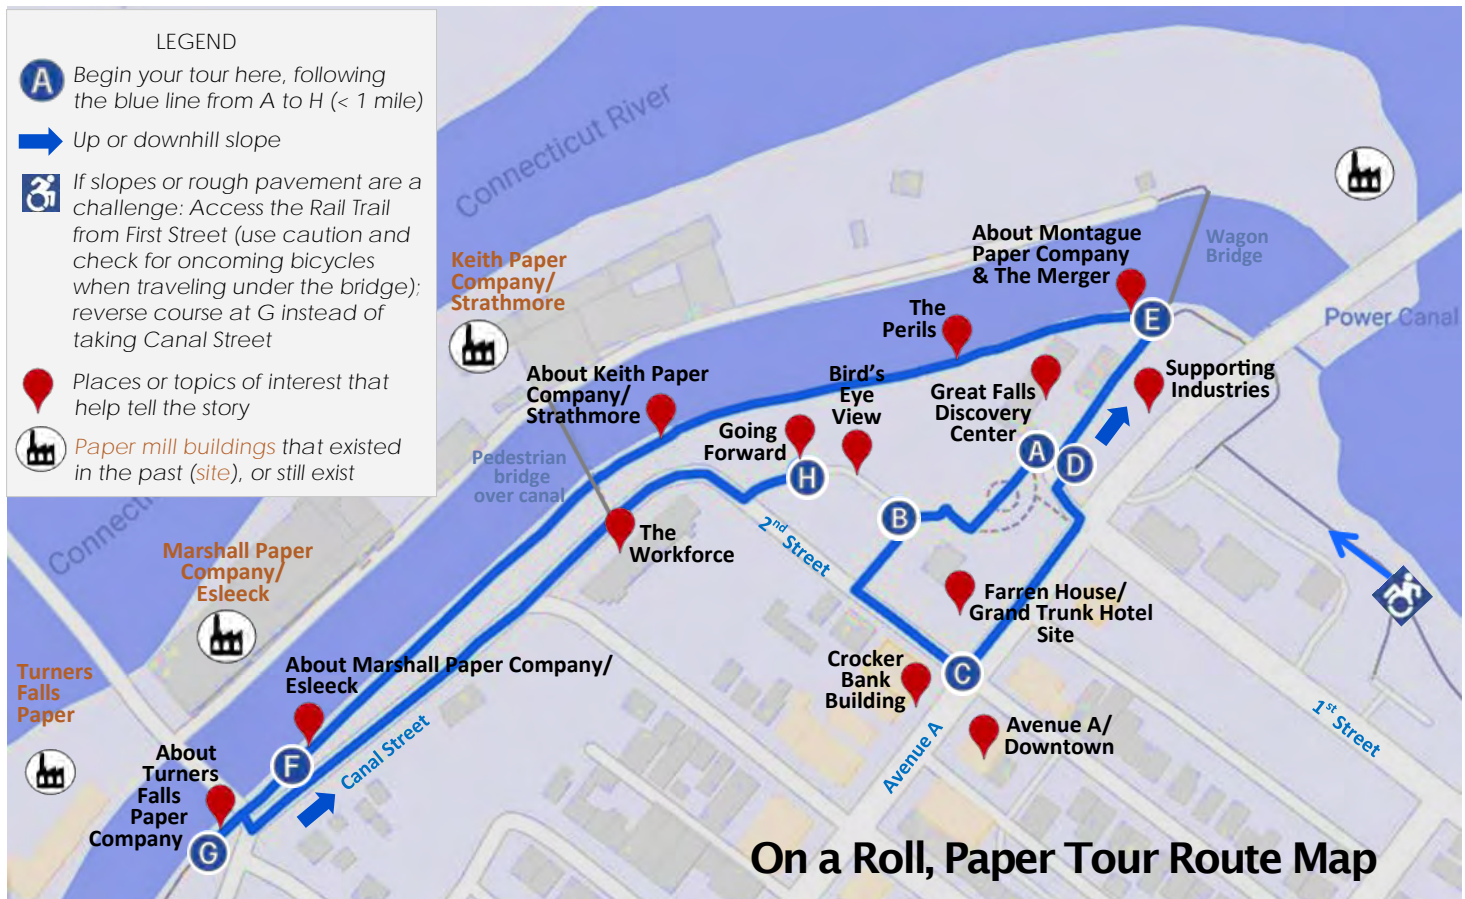 LEGEND
A
Begin your tour here, following
the blue line from A to H (< 1 mile)
Up or downhill slope
If slopes or rough pavement are a
challenge: Access the Rail Trail
from First Street (use caution and
check for oncoming bicycles
when traveling under the bridge);
reverse course at G instead of
taking Canal Street
Places or topics of interest that
help tell the story
Paper mill buildings that existed
in the past (site), or still exist
Connecticut River
Connecti
Keith Paper
Company/
Strathmore
About Montague
Paper Company
& The Merger
Wagon
Bridge
Power Canal
E
The
Perils
Bird's
Eye
View
Great Falls
Discovery
Center
Supporting
Industries
About Keith Paper
Company/
Strathmore
Going
Forward
H
A
D
B
Pedestrian
bridge
over canal
The
Workforce
2nd Street
Marshall Paper
Company/
Esleeck
Farren House/
Grand Trunk Hotel
Site
Crocker
Bank
Building
C
Avenue A/
Downtown
Avenue A
1st Street
Turners
Falls
Paper
About Marshall Paper Company/
Esleeck
F
Canal Street
About
Turners
Falls
Paper
Company
G
On a Roll, Paper Tour Route Map